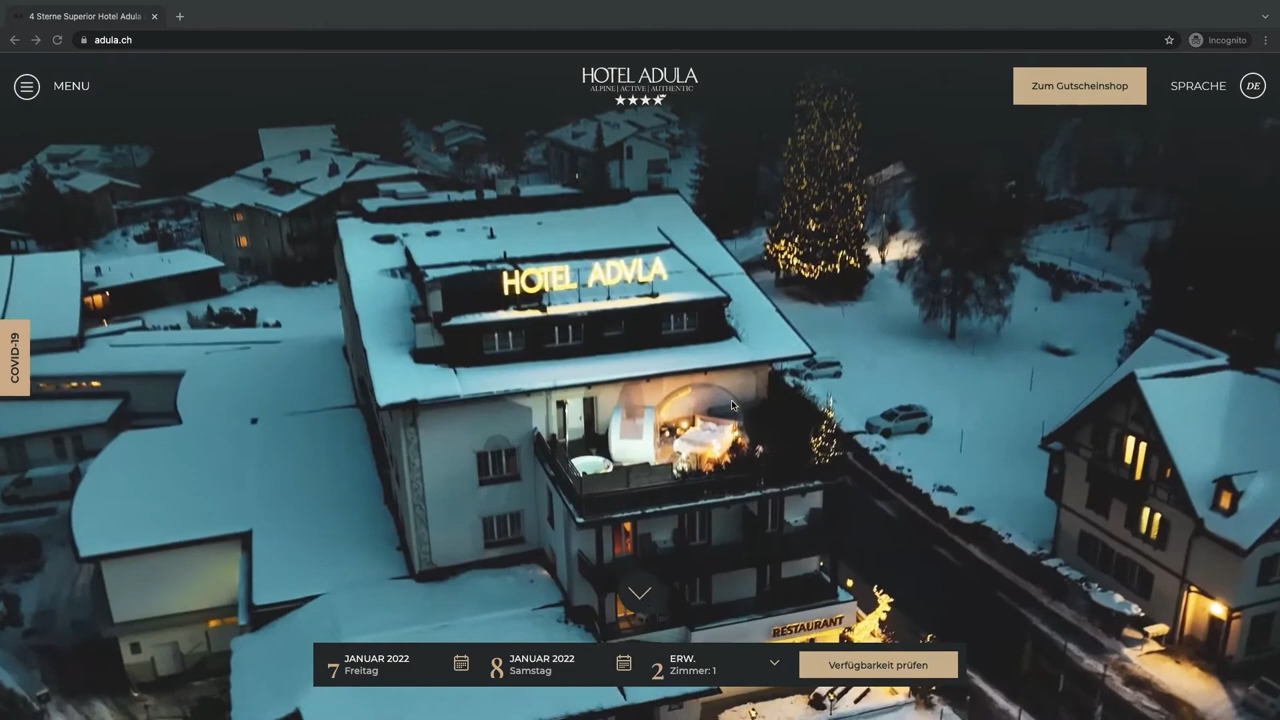 4 Sterne Superior Hotel Adula
adula.ch
Incognito
MENU
HOTEL ADULA
ALPINE | ACTIVE | AUTHENTIC
Zum Gutscheinshop
SPRACHE
DE
HOTEL ADVLA
COVID-19
RESTAURANT
7 JANUAR 2022
Freitag
8 JANUAR 2022
Samstag
2 ERW.
Zimmer: 1
Verfügbarkeit prüfen